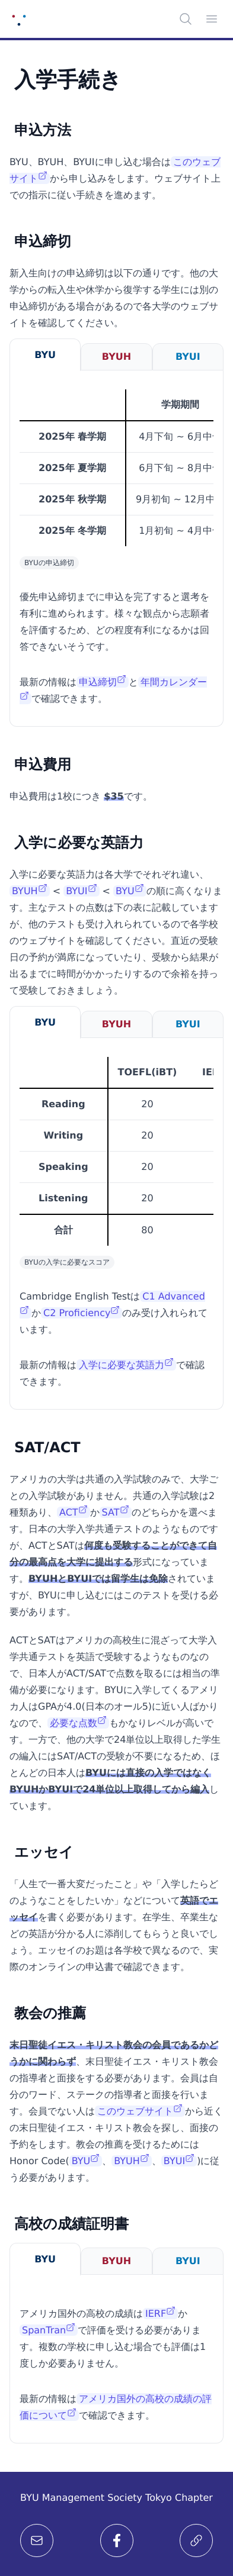 入学手続き
申込方法
BYU、BYUH、BYUIに申し込む場合は このウェブ
サイト から申し込みをします。ウェブサイト上
での指示に従い手続きを進めます。
申込締切
新入生向けの申込締切は以下の通りです。他の大
学からの転入生や休学から復学する学生には別の
申込締切がある場合があるので各大学のウェブサ
イトを確認してください。
BYU BYUH BYUI
学期期間
2025年 春学期 4月下旬 ~ 6月中
2025年 夏学期 6月下旬 ~ 8月中
2025年 秋学期 9月初旬 ~ 12月中
2025年 冬学期 1月初旬 ~ 4月中
BYUの申込締切
優先申込締切までに申込を完了すると選考を
有利に進められます。様々な観点から志願者
を評価するため、どの程度有利になるかは回
答できないそうです。
最新の情報は 申込締切 と 年間カレンダー
で確認できます。
申込費用
申込費用は1校につき $35です。
入学に必要な英語力
入学に必要な英語力は各大学でそれぞれ違い、
BYUH < BYUI < BYU の順に高くなりま
す。主なテストの点数は下の表に記載しています
が、他のテストも受け入れられているので各学校
のウェブサイトを確認してください。直近の受験
日の予約が満席になっていたり、受験から結果が
出るまでに時間がかかったりするので余裕を持っ
て受験しておきましょう。
BYU BYUH BYUI
TOEFL(iBT) IE
Reading 20
Writing 20
Speaking 20
Listening 20
合計 80
BYUの入学に必要なスコア
Cambridge English Testは C1 Advanced
か C2 Proficiency のみ受け入れられて
います。
最新の情報は 入学に必要な英語力 で確認
できます。
SAT/ACT
アメリカの大学は共通の入学試験のみで、大学ご
との入学試験がありません。共通の入学試験は2
種類あり、 ACT か SAT のどちらかを選べま
す。日本の大学入学共通テストのようなものです
が、ACTとSATは何度も受験することができて自
分の最高点を大学に提出する形式になっていま
す。BYUHとBYUIでは留学生は免除されています
が、BYUに申し込むにはこのテストを受ける必
要があります。
ACTとSATはアメリカの高校生に混ざって大学入
学共通テストを英語で受験するようなものなの
で、日本人がACT/SATで点数を取るには相当の準
備が必要になります。BYUに入学してくるアメリ
カ人はGPAが4.0(日本のオール5)に近い人ばかり
なので、 必要な点数 もかなりレベルが高いで
す。一方で、他の大学で24単位以上取得した学生
の編入にはSAT/ACTの受験が不要になるため、ほ
とんどの日本人はBYUには直接の入学ではなく
BYUHかBYUIで24単位以上取得してから編入し
ています。
エッセイ
「人生で一番大変だったこと」や「入学したらど
のようなことをしたいか」などについて英語でエ
ッセイを書く必要があります。在学生、卒業生な
どの英語が分かる人に添削してもらうと良いでし
ょう。エッセイのお題は各学校で異なるので、実
際のオンラインの申込書で確認できます。
教会の推薦
末日聖徒イエス・キリスト教会の会員であるかど
うかに関わらず、末日聖徒イエス・キリスト教会
の指導者と面接をする必要があります。会員は自
分のワード、ステークの指導者と面接を行いま
す。会員でない人は このウェブサイト から近く
の末日聖徒イエス・キリスト教会を探し、面接の
予約をします。教会の推薦を受けるためには
Honor Code( BYU 、 BYUH 、 BYUI )に従
う必要があります。
高校の成績証明書
BYU BYUH BYUI
アメリカ国外の高校の成績は IERF か
SpanTran で評価を受ける必要がありま
す。複数の学校に申し込む場合でも評価は1
度しか必要ありません。
最新の情報は アメリカ国外の高校の成績の評
価について で確認できます。
BYU Management Society Tokyo Chapter